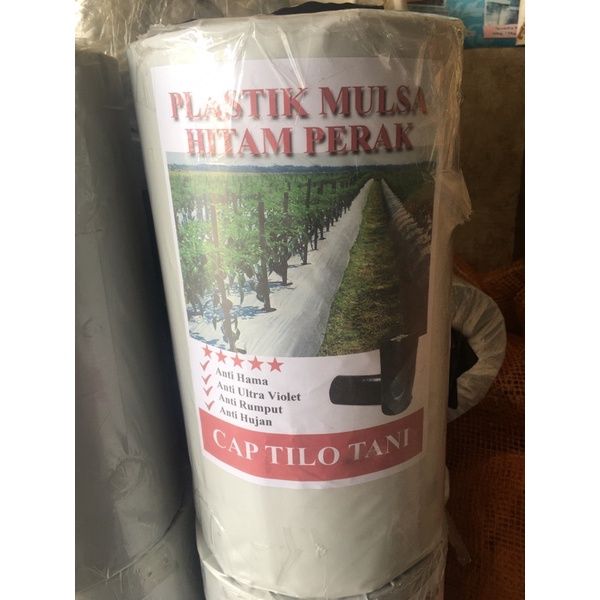 PLASTIK MULSA
HITAM PERAK
Anti Hama
Anti Ultra Violet
Anti Rumput
Anti Hujan
CAP TILO TANI